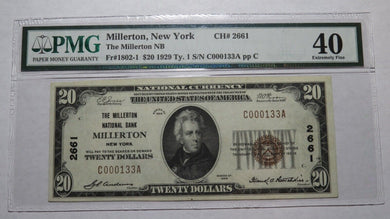 PMG
PAPER MONEY GUARANTY
Millerton, New York CH# 2661
The Millerton NB
Fr#1802-1 $20 1929 Ty. 1 S/N C000133A pp C
40
Extremely Fine
THE UNITED STATES OF AMERICA
20
20
THE MILLERTON
NATIONAL BANK
MILLERTON
NEW YORK
WILL PAY TO THE BEARER ON DEMAND
TWENTY DOLLARS
C000133A
C000133A
2661
2661
20
TWENTY DOLLARS
20